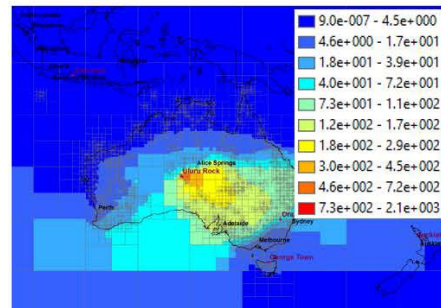 Alice Springs
Uluru Rock
Perth
Adelaide
Sydney
Melbourne
George Town
9.0e-007 - 4.5e+000
4.6e+000 - 1.7e+001
1.8e+001 - 3.9e+001
4.0e+001 - 7.2e+001
7.3e+001 - 1.1e+002
1.2e+002 - 1.7e+002
1.8e+002 - 2.9e+002
3.0e+002 - 4.5e+002
4.6e+002 - 7.2e+002
7.3e+002 - 2.1e+003